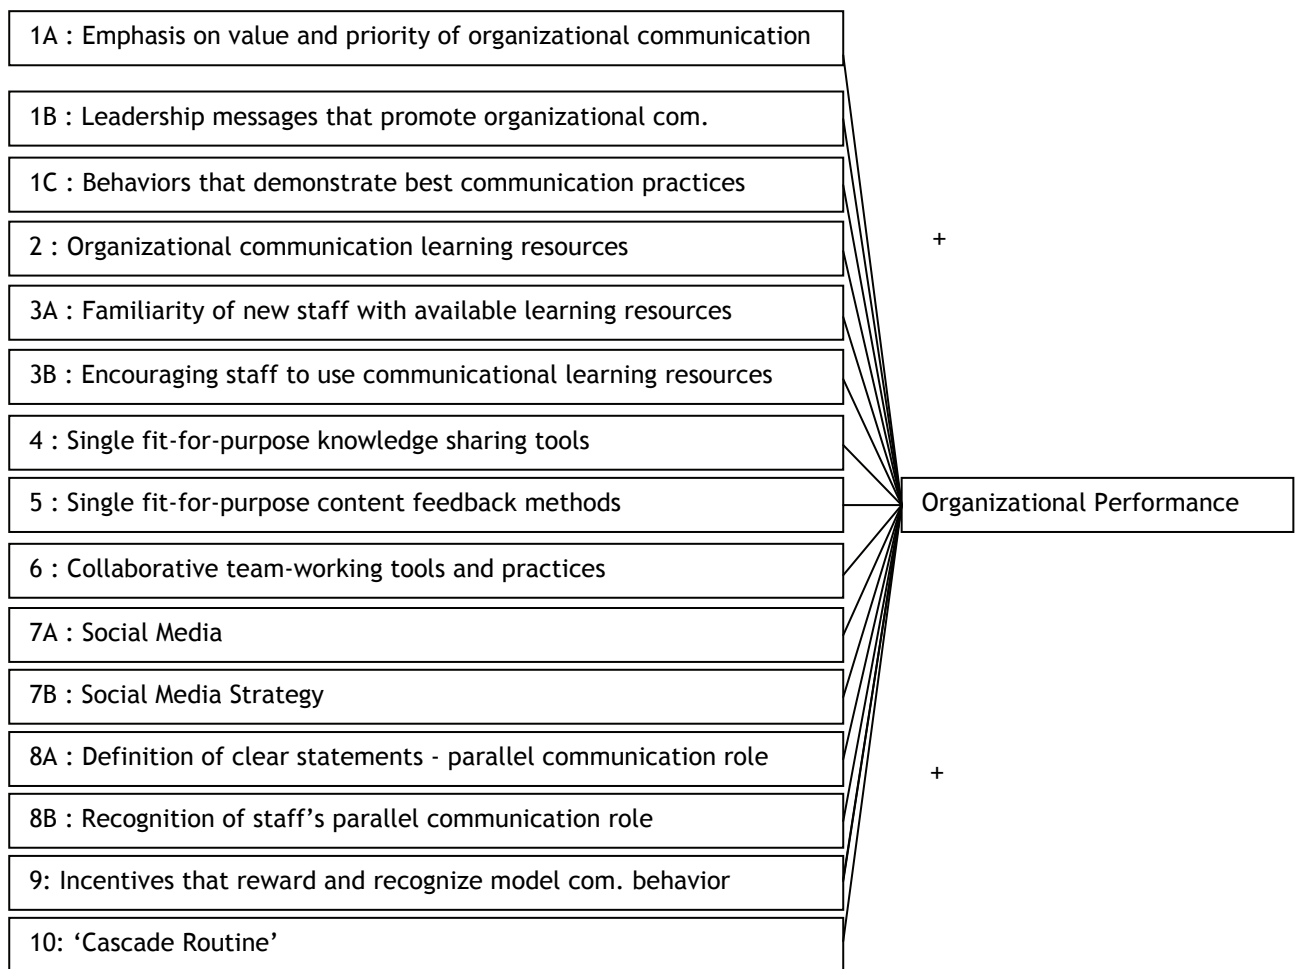 1A : Emphasis on value and priority of organizational communication
1B : Leadership messages that promote organizational com.
1C : Behaviors that demonstrate best communication practices
2 : Organizational communication learning resources
+
3A : Familiarity of new staff with available learning resources
3B : Encouraging staff to use communicational learning resources
4 : Single fit-for-purpose knowledge sharing tools
5 : Single fit-for-purpose content feedback methods
Organizational Performance
6 : Collaborative team-working tools and practices
7A : Social Media
7B : Social Media Strategy
8A : Definition of clear statements - parallel communication role
+
8B : Recognition of staff’s parallel communication role
9: Incentives that reward and recognize model com. behavior
10: ‘Cascade Routine’